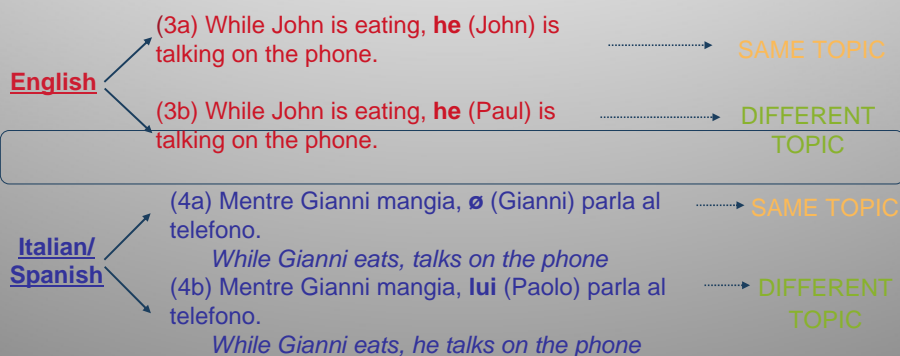 (3a) While John is eating, he (John) is
talking on the phone.
SAME TOPIC
English
(3b) While John is eating, he (Paul) is
talking on the phone.
DIFFERENT
TOPIC
(4a) Mentre Gianni mangia, ø (Gianni) parla al
telefono.
SAME TOPIC
While Gianni eats, talks on the phone
Italian/
Spanish
(4b) Mentre Gianni mangia, lui (Paolo) parla al
telefono.
DIFFERENT
TOPIC
While Gianni eats, he talks on the phone